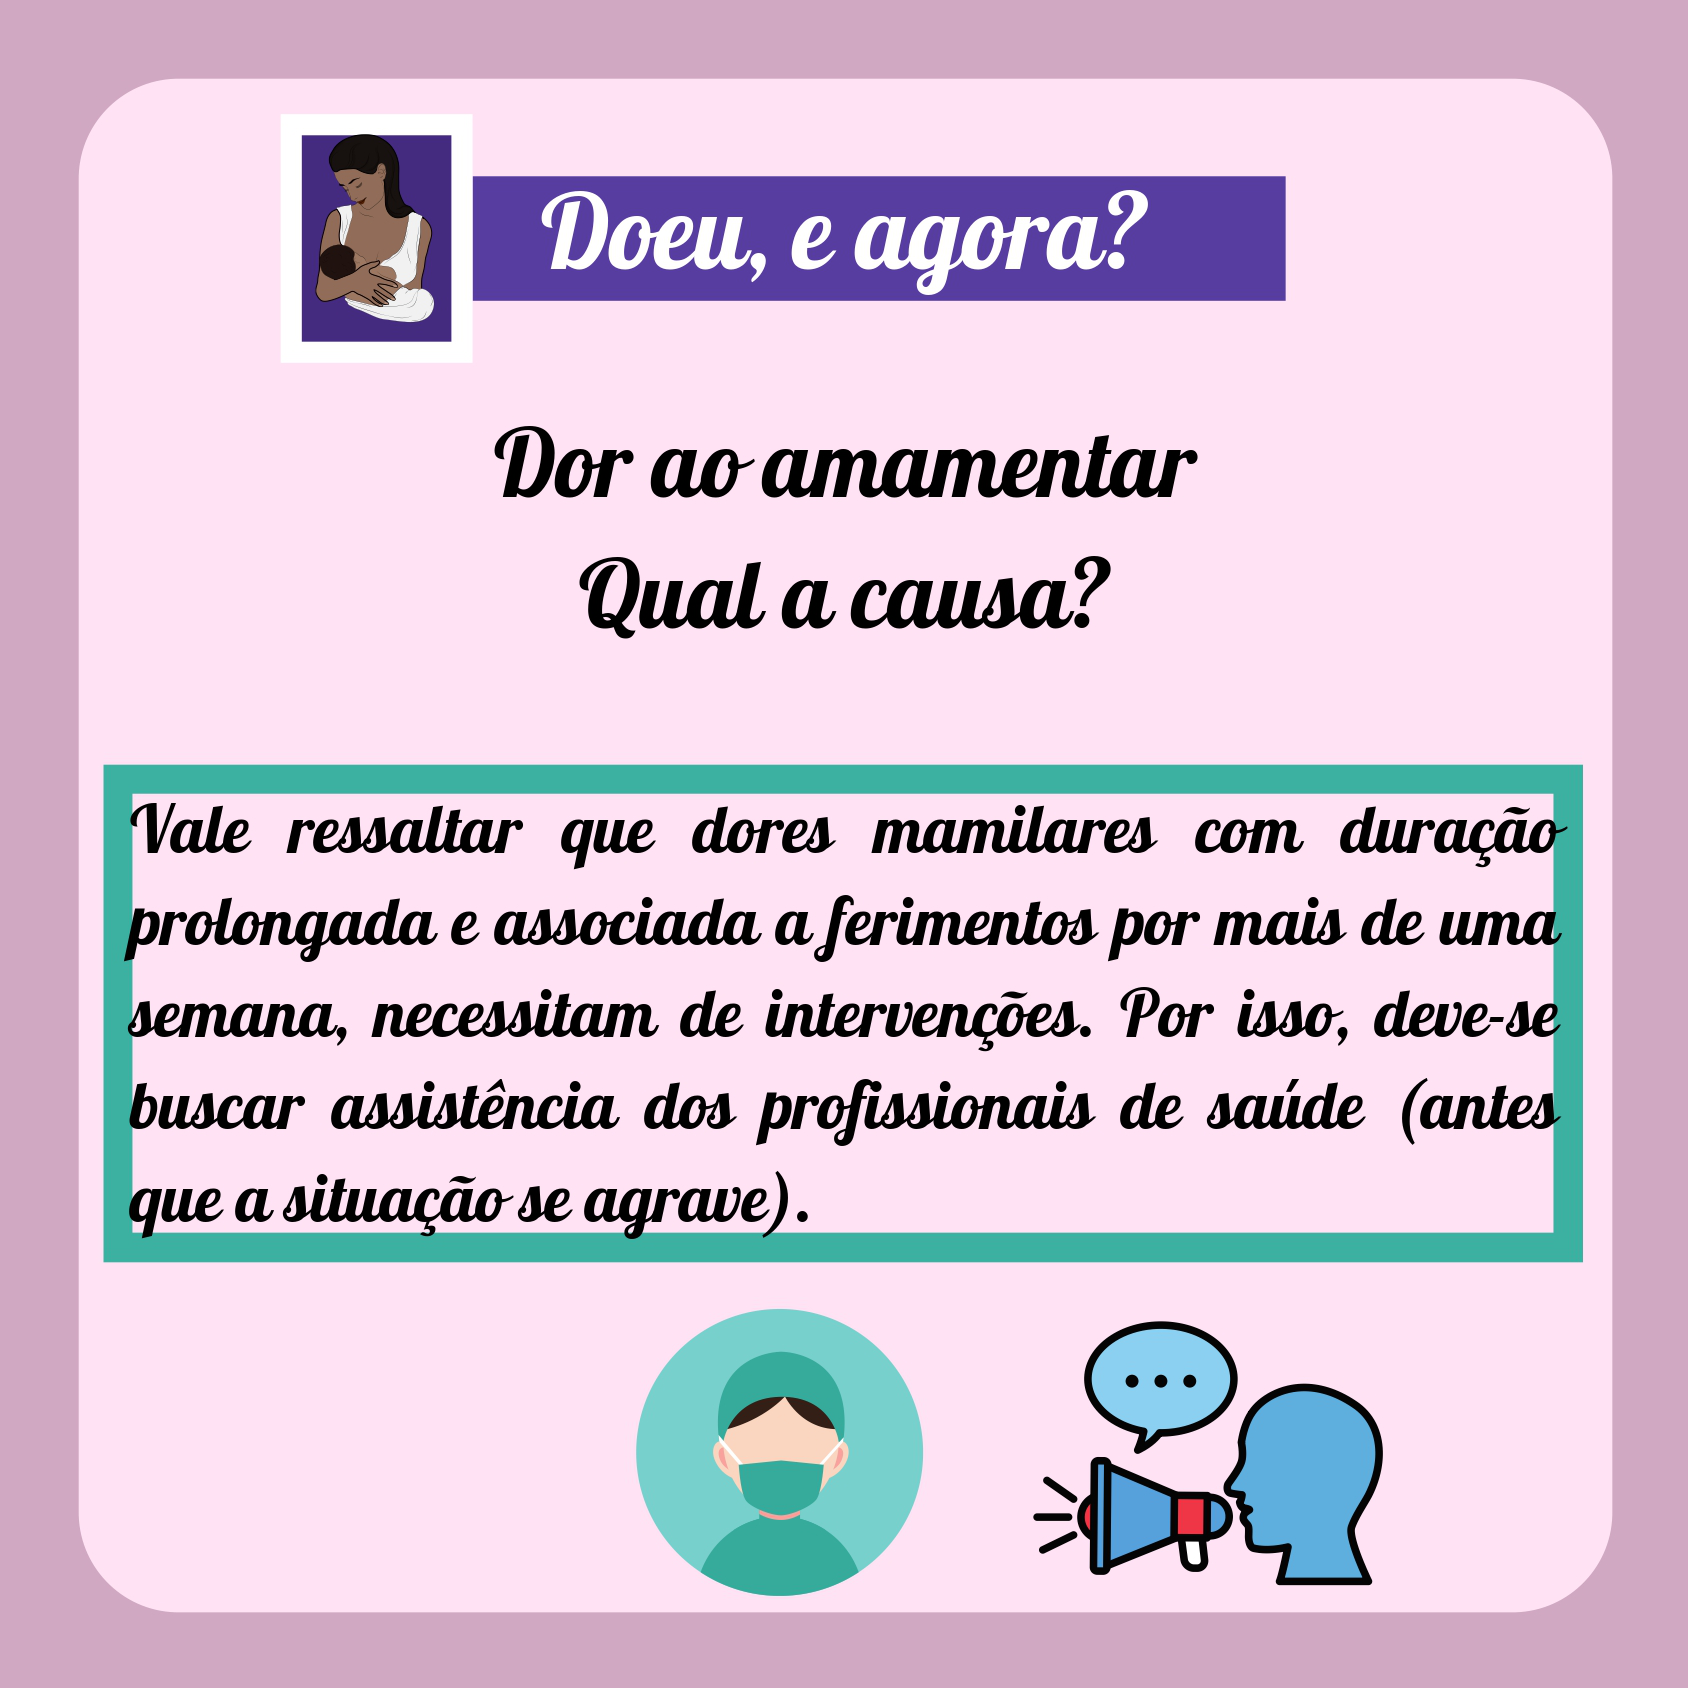 Doeu, e agora?
Dor ao amamentar
Qual a causa?
Vale ressaltar que dores mamilares com duração
prolongada e associada a ferimentos por mais de uma
semana, necessitam de intervenções. Por isso, deve-se
buscar assistência dos profissionais de saúde (antes
que a situação se agrave).